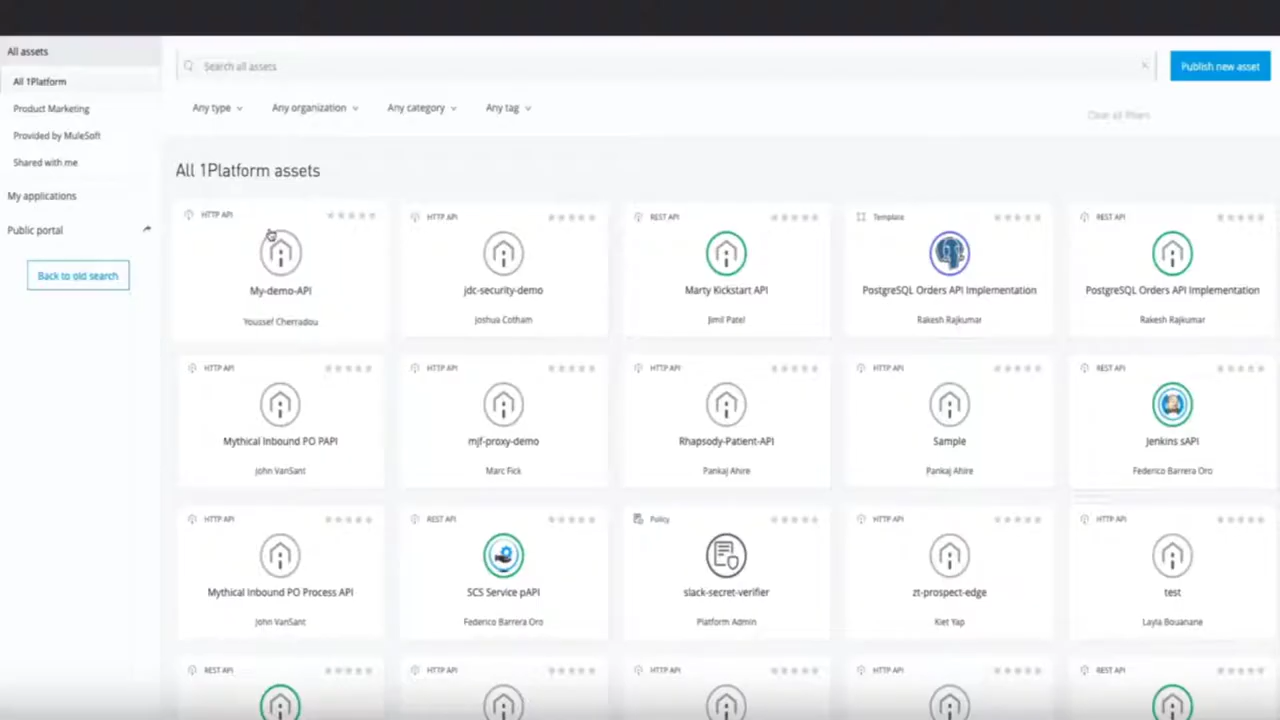 All assets
All 1Platform
Product Marketing
Provided by MuleSoft
Shared with me
My applications
Public portal
Back to old search
Search all assets
Publish new asset
Any type
Any organization
Any category
Any tag
Clear all filters
All 1Platform assets
HTTP API
My-demo-API
Youssef Cherradou
HTTP API
jdc-security-demo
Joshua Cotham
REST API
Marty Kickstart API
Jimil Patel
Template
PostgreSQL Orders API Implementation
Rakesh Rajkumar
REST API
PostgreSQL Orders API Implementation
Rakesh Rajkumar
HTTP API
Mythical Inbound PO PAPI
John VanSant
HTTP API
mjf-proxy-demo
Marc Fick
HTTP API
Rhapsody-Patient-API
Pankaj Ahire
HTTP API
Sample
Pankaj Ahire
REST API
Jenkins sAPI
Federico Barrera Oro
HTTP API
Mythical Inbound PO Process API
John VanSant
REST API
SCS Service pAPI
Federico Barrera Oro
Policy
slack-secret-verifier
Platform Admin
HTTP API
zt-prospect-edge
Kiet Yap
HTTP API
test
Layla Bouanane
REST API
HTTP API
HTTP API
HTTP API
REST API